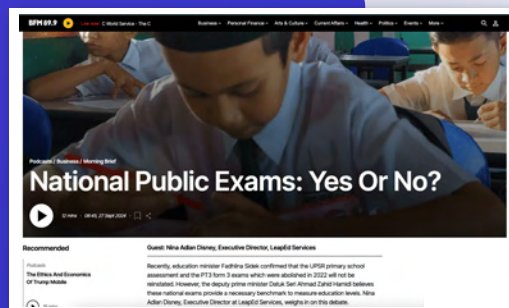 BFM 89.9 Live now: C World Service - The C Business Personal Finance Arts & Culture Current Affairs Health Politics Events More
Podcasts / Business / Morning Brief
National Public Exams: Yes Or No?
12 mins · 08:45, 27 Sept 2024
Recommended
Guest: Nina Adlan Disney, Executive Director, LeapEd Services
Podcasts
The Ethics And Economics
Of Trump Mobile
Recently, education minister Fadhlina Sidek confirmed that the UPSR primary school
assessment and the PT3 form 3 exams which were abolished in 2022 will not be
reinstated. However, the deputy prime minister Datuk Seri Ahmad Zahid Hamidi believes
these national exams provide a necessary benchmark to measure education levels. Nina
Adlan Disney, Executive Director at LeapEd Services, weighs in on this debate.